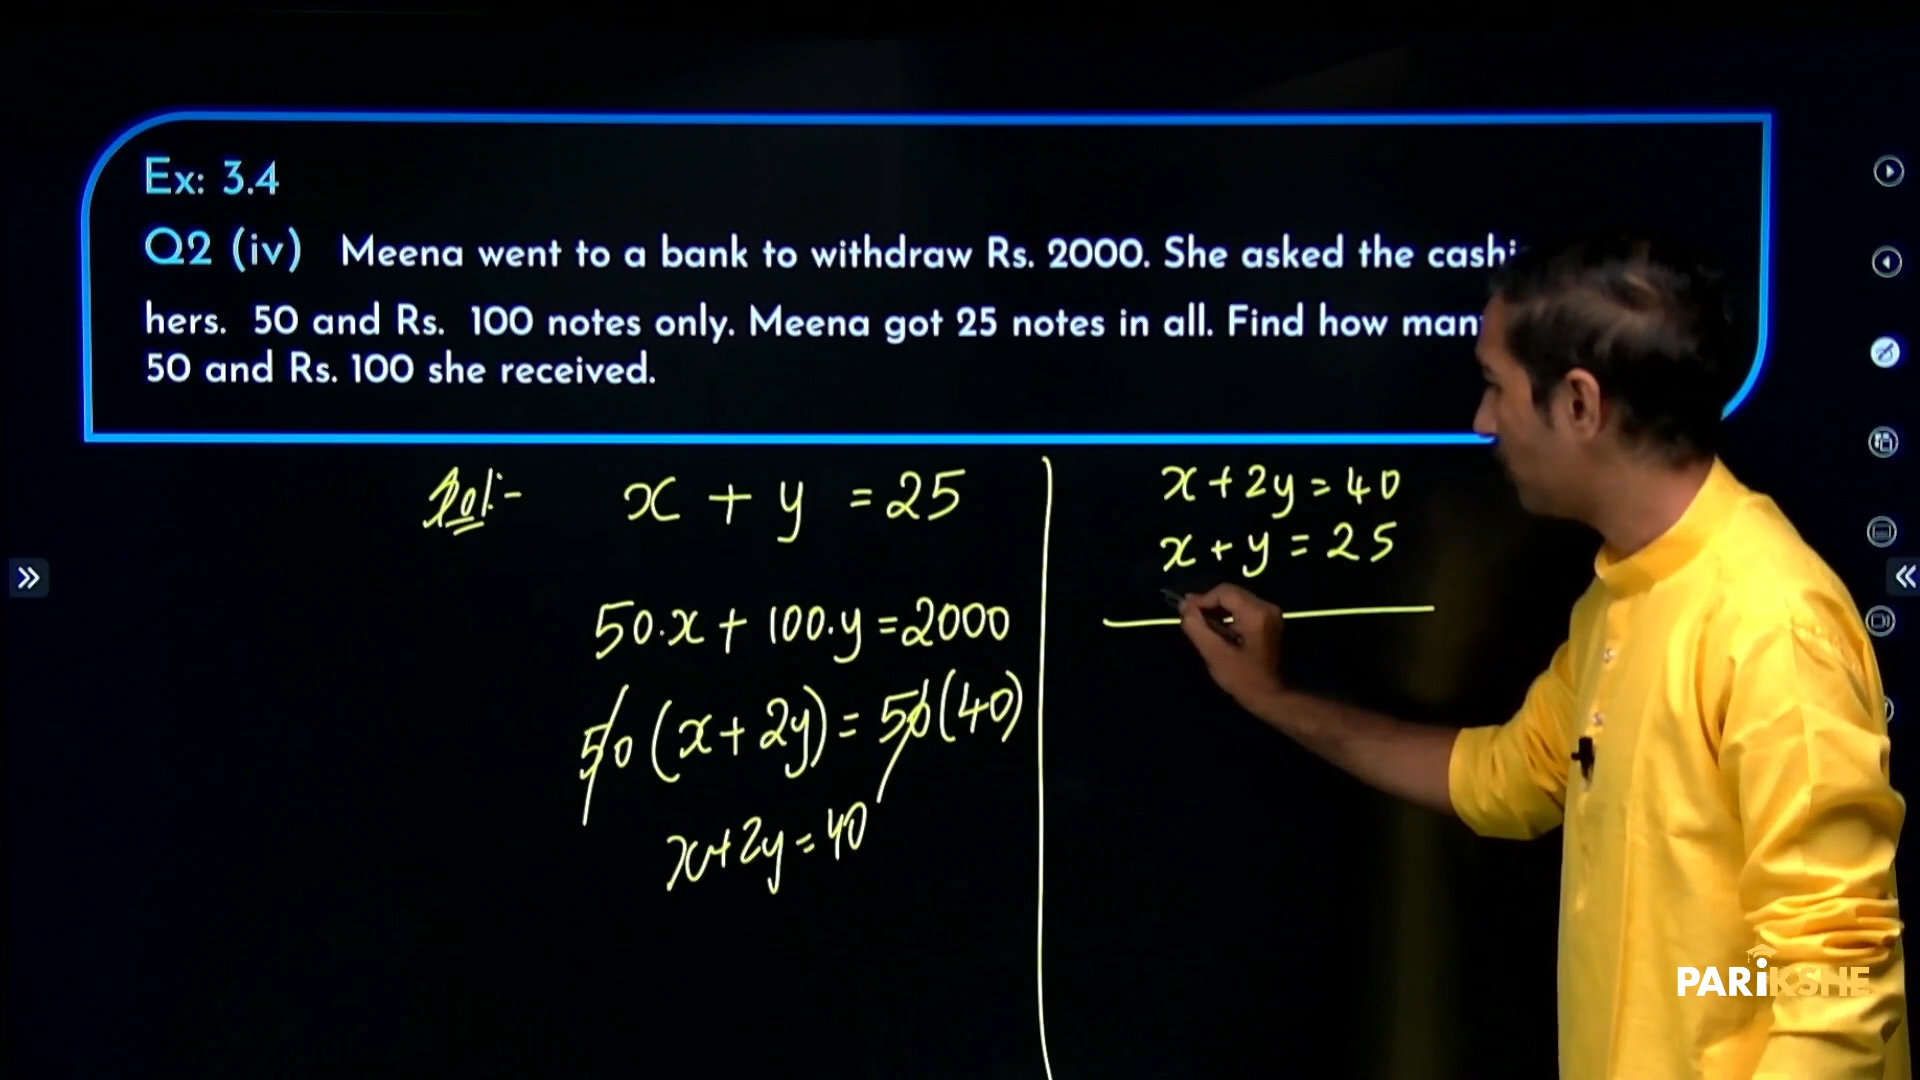 Ex: 3.4
Q2 (iv) Meena went to a bank to withdraw Rs. 2000. She asked the
hers. 50 and Rs. 100 notes only. Meena got 25 notes in all. Find how
50 and Rs. 100 she received.
Sol:-
x + y = 25
50.x + 100.y = 2000
50 (x + 2y) = 50 (40)
x + 2y = 40
x + 2y = 40
x + y = 25
PARiKSHE